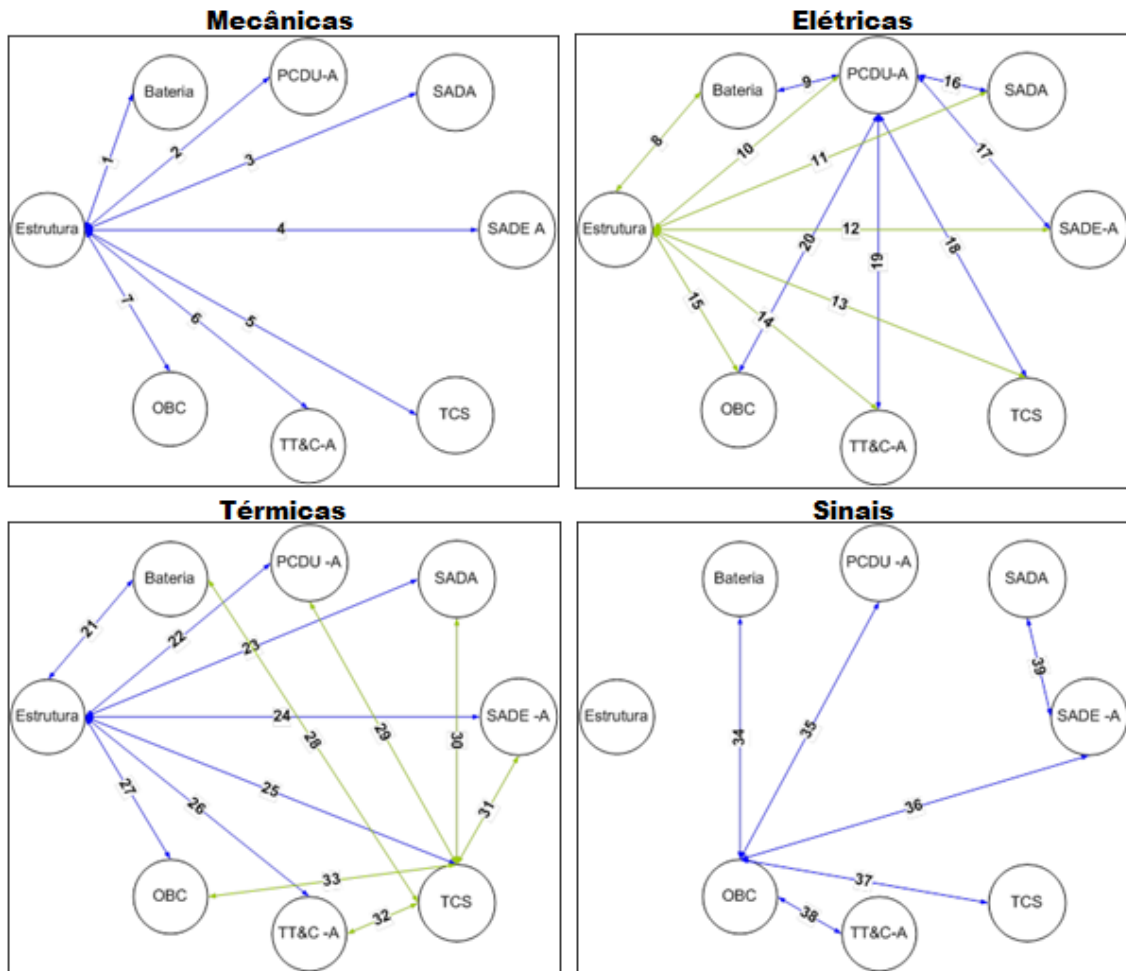 Mecânicas
Bateria
PCDU-A
SADA
Estrutura
SADE A
OBC
TT&C-A
TCS
1
2
3
4
5
6
7
Elétricas
Bateria
PCDU-A
SADA
Estrutura
SADE-A
OBC
TT&C-A
TCS
8
9
10
11
12
13
14
15
16
17
18
19
20
Térmicas
Bateria
PCDU -A
SADA
Estrutura
SADE -A
OBC
TT&C -A
TCS
21
22
23
24
25
26
27
28
29
30
31
32
33
Sinais
Bateria
PCDU -A
SADA
Estrutura
SADE -A
OBC
TT&C-A
TCS
34
35
36
37
38
39